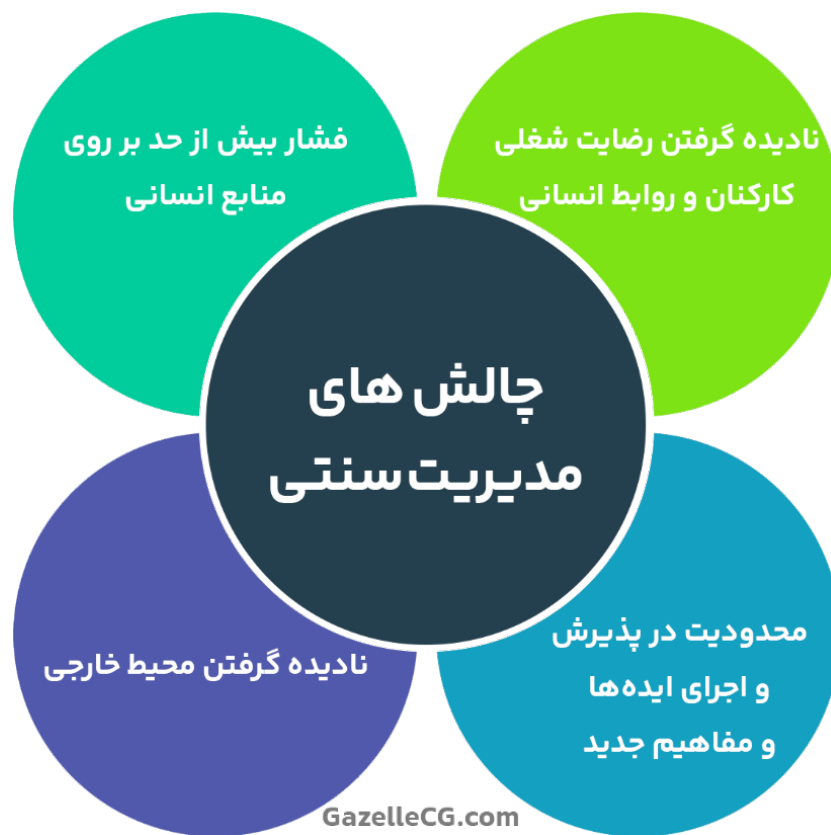 نادیده گرفتن رضایت شغلی
کارکنان و روابط انسانی
فشار بیش از حد بر روی
منابع انسانی
چالش های
مدیریت سنتی
محدودیت در پذیرش
و اجرای ایده‌ها
و مفاهیم جدید
نادیده گرفتن محیط خارجی
GazelleCG.com